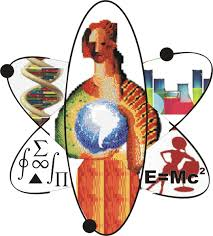 ∑
∮ ∞ ∏
▲ ∫
E=Mc²